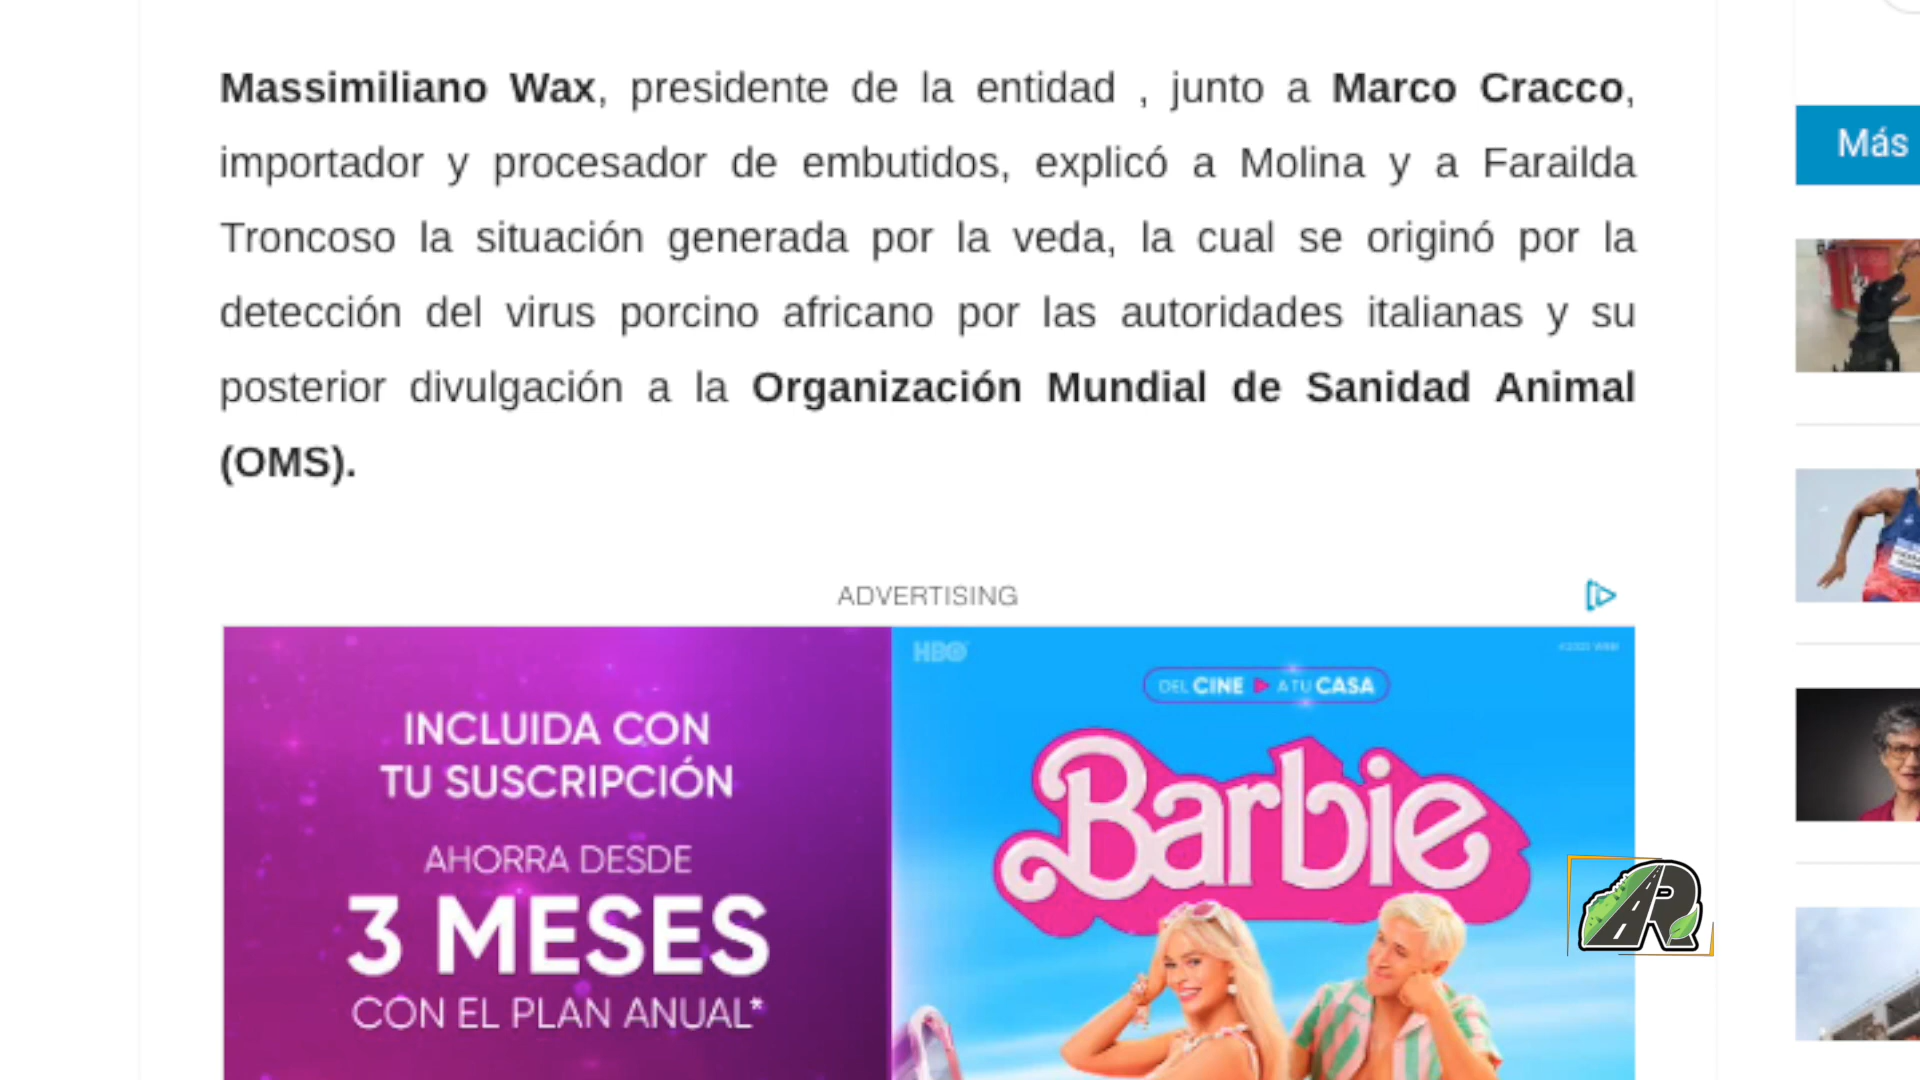 Massimiliano Wax, presidente de la entidad , junto a Marco Cracco,
importador y procesador de embutidos, explicó a Molina y a Farailda
Troncoso la situación generada por la veda, la cual se originó por la
detección del virus porcino africano por las autoridades italianas y su
posterior divulgación a la Organización Mundial de Sanidad Animal
(OMS).
Más
ADVERTISING
INCLUIDA CON
TU SUSCRIPCIÓN
AHORRA DESDE
3 MESES
CON EL PLAN ANUAL*
HBO
DEL CINE A TU CASA
Barbie
AR